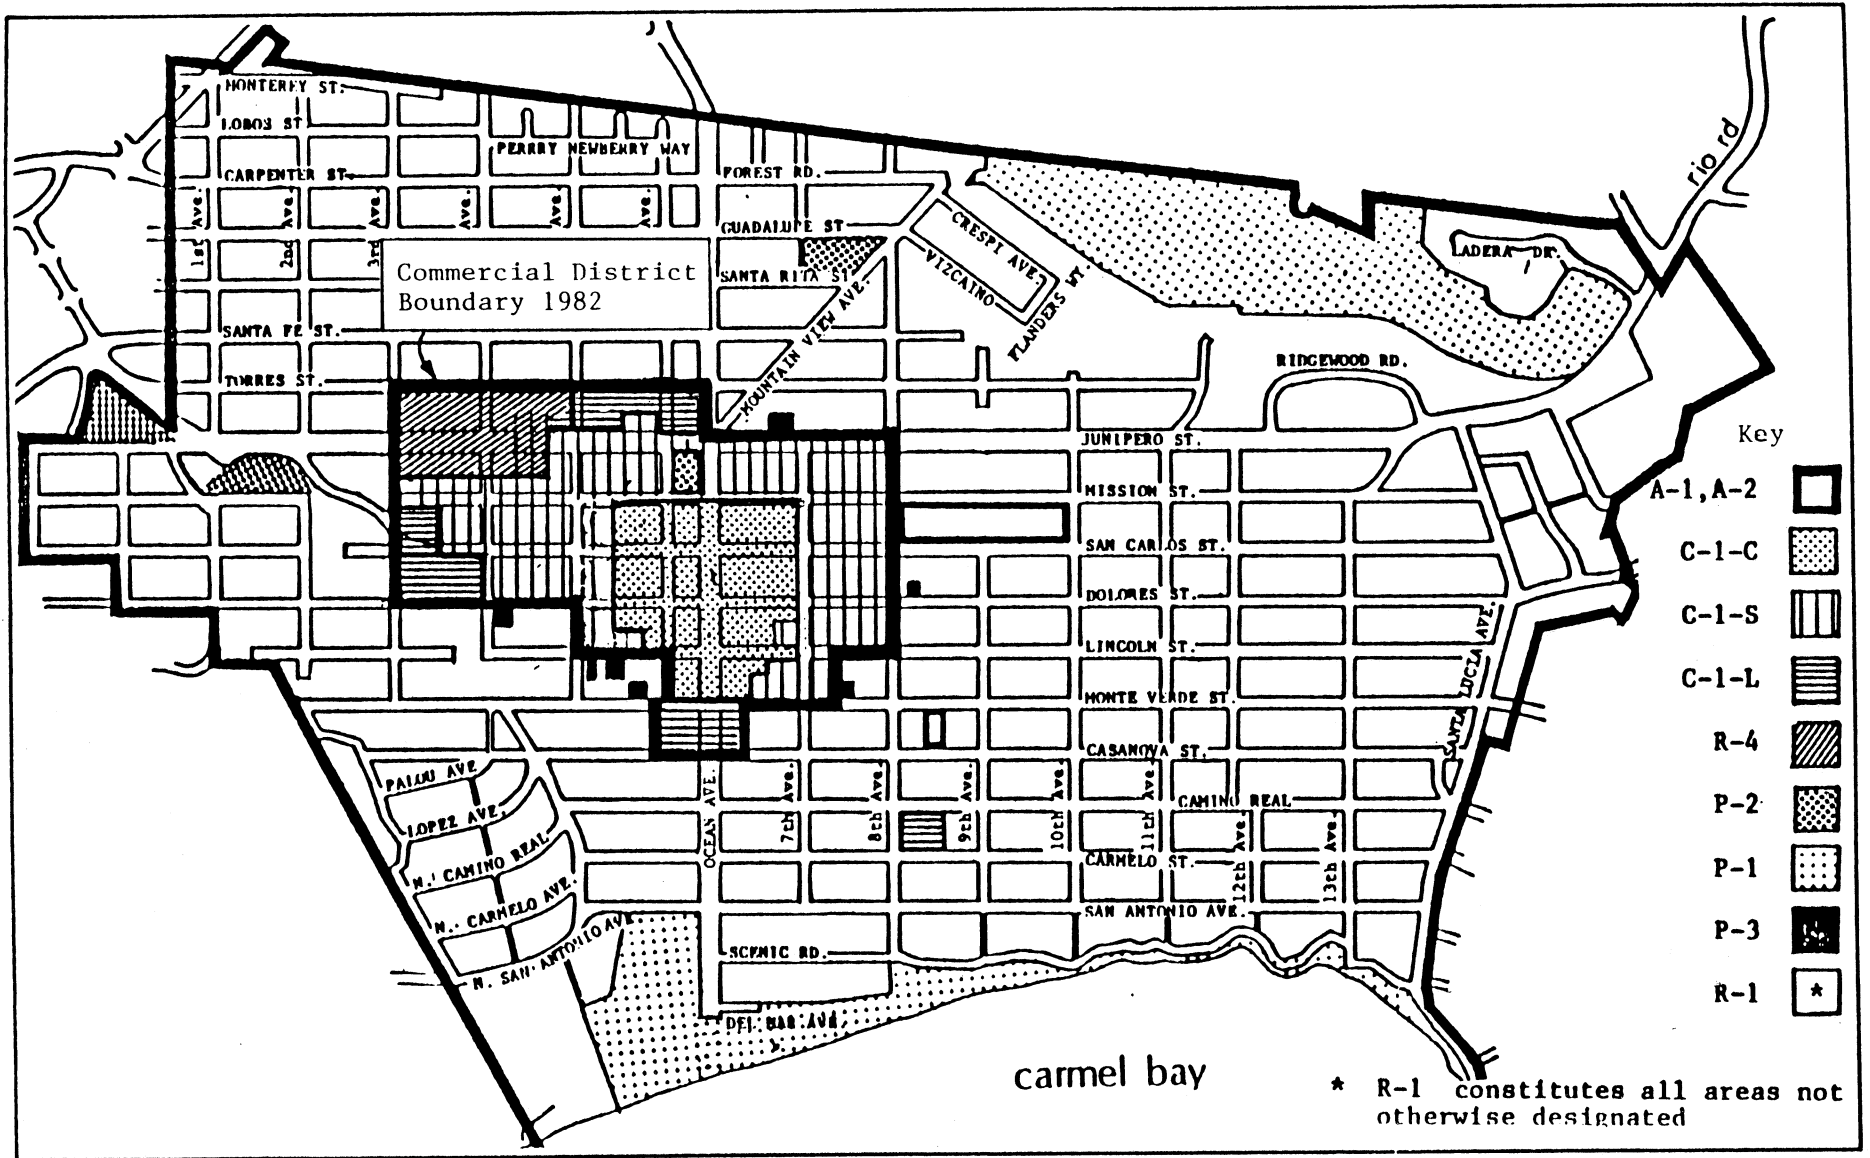 MONTEREY ST.
LOBOS ST
PERRRY NEWBERRY WAY
CARPENTER ST.
FOREST RD.
rio rd
1st Ave.
2nd Ave.
3rd Ave.
Ave.
Ave.
Ave.
GUADALUPE ST
CRESPI AVE.
LADERA DR.
Commercial District
Boundary 1982
SANTA RITA ST
VIZCAINO
FLANDERS WY
MOUNTAIN VIEW AVE.
SANTA FE ST.
RIDGEWOOD RD.
TORRES ST.
JUNIPERO ST.
MISSION ST.
SAN CARLOS ST.
DOLORES ST.
LINCOLN ST.
SANTA LUCIA AVE.
MONTE VERDE ST.
CASANOVA ST.
PALOU AVE
LOPEZ AVE.
N. CAMINO REAL
N. CARMELO AVE.
N. SAN ANTONIO AVE.
OCEAN AVE.
7th Ave.
8th Ave.
9th Ave.
10th Ave.
11th Ave.
12th Ave.
13th Ave.
CAMINO REAL
CARMELO ST.
SAN ANTONIO AVE.
SCENIC RD.
DEL MAR AVE.
carmel bay
Key
A-1,A-2
C-1-C
C-1-S
C-1-L
R-4
P-2
P-1
P-3
R-1
*
* R-1 constitutes all areas not
otherwise designated